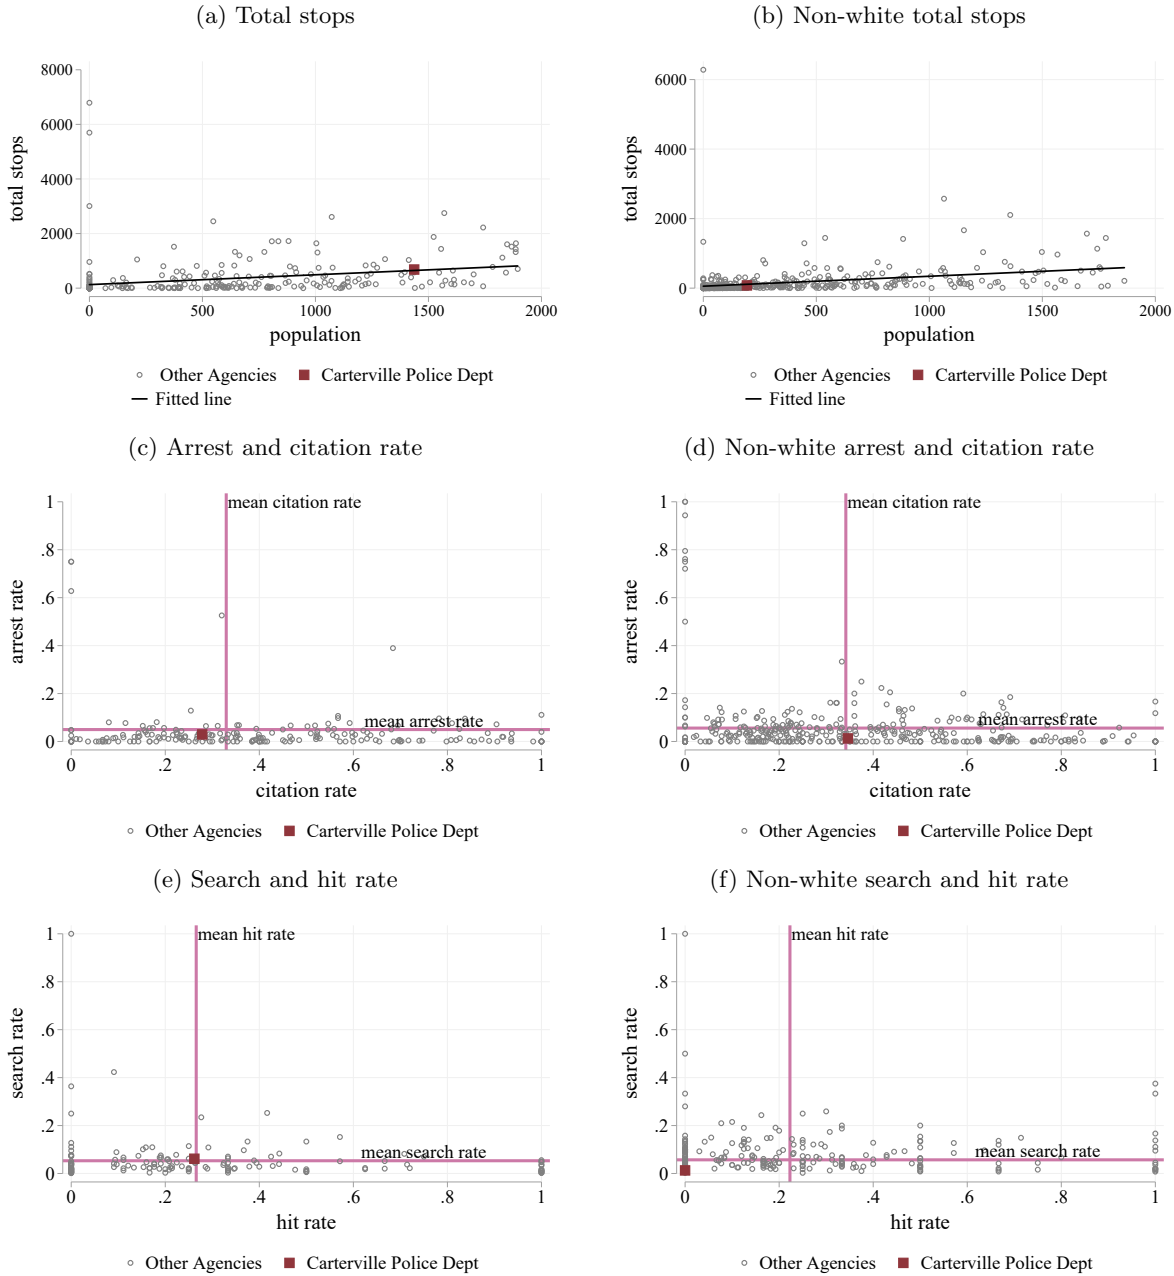 (a) Total stops
(b) Non-white total stops
8000
6000
4000
2000
0
total stops
0 500 1000 1500 2000
population
Other Agencies Carterville Police Dept
Fitted line
6000
4000
2000
0
total stops
0 500 1000 1500 2000
population
Other Agencies Carterville Police Dept
Fitted line
(c) Arrest and citation rate
(d) Non-white arrest and citation rate
mean citation rate
1
.8
.6
.4
.2
0
arrest rate
mean arrest rate
0 .2 .4 .6 .8 1
citation rate
Other Agencies Carterville Police Dept
mean citation rate
1
.8
.6
.4
.2
0
arrest rate
mean arrest rate
0 .2 .4 .6 .8 1
citation rate
Other Agencies Carterville Police Dept
(e) Search and hit rate
(f) Non-white search and hit rate
mean hit rate
1
.8
.6
.4
.2
0
search rate
mean search rate
0 .2 .4 .6 .8 1
hit rate
Other Agencies Carterville Police Dept
mean hit rate
1
.8
.6
.4
.2
0
search rate
mean search rate
0 .2 .4 .6 .8 1
hit rate
Other Agencies Carterville Police Dept